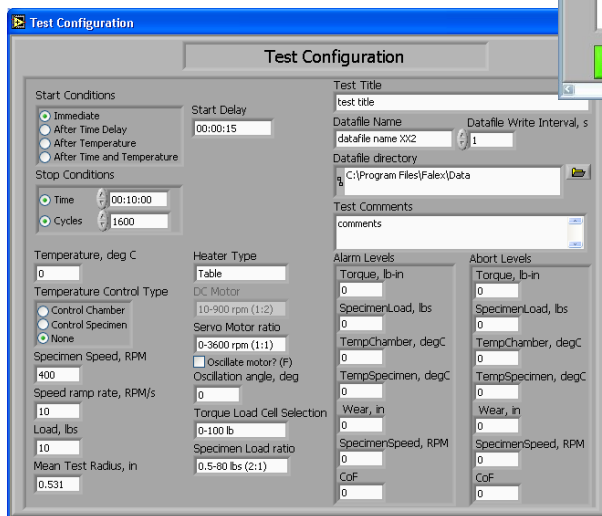 Test Configuration
Test Configuration
Start Conditions
Immediate
After Time Delay
After Temperature
After Time and Temperature
Start Delay
00:00:15
Stop Conditions
Time 00:10:00
Cycles 1600
Test Title
test title
Datafile Name
datafile name XX2
Datafile Write Interval, s
1
Datafile directory
C:\Program Files\Falex\Data
Test Comments
comments
Temperature, deg C
0
Temperature Control Type
Control Chamber
Control Specimen
None
Specimen Speed, RPM
400
Speed ramp rate, RPM/s
10
Load, lbs
10
Mean Test Radius, in
0.531
Heater Type
Table
DC Motor
10-900 rpm (1:2)
Servo Motor ratio
0-3600 rpm (1:1)
Oscillate motor? (F)
Oscillation angle, deg
0
Torque Load Cell Selection
0-100 lb
Specimen Load ratio
0.5-80 lbs (2:1)
Alarm Levels
Torque, lb-in
0
SpecimenLoad, lbs
0
TempChamber, degC
0
TempSpecimen, degC
0
Wear, in
0
SpecimenSpeed, RPM
0
CoF
0
Abort Levels
Torque, lb-in
0
SpecimenLoad, lbs
0
TempChamber, degC
0
TempSpecimen, degC
0
Wear, in
0
SpecimenSpeed, RPM
0
CoF
0